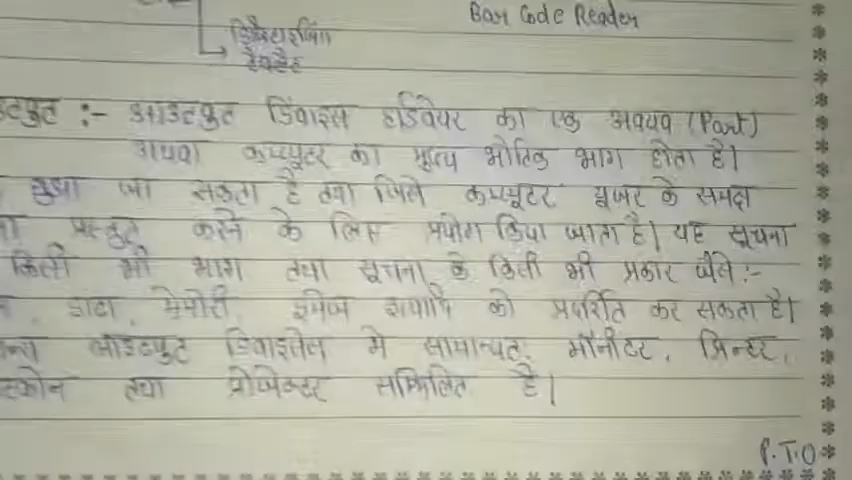 Bar Code Reader
डिजिटाइजिंग
टैबलेट
उटपुट :- आउटपुट डिवाइस हार्डवेयर का एक अवयव (Part)
अथवा कम्प्यूटर का मुख्य भौतिक भाग होता है।
छुआ जा सकता है तथा जिसे कम्प्यूटर यूजर के समक्ष
प्रस्तुत करने के लिए प्रयोग किया जाता है। यह सूचना
किसी भी भाग तथा सूचना के किसी भी प्रकार जैसे :-
, डाटा, मेमोरी, इमेज इत्यादि को प्रदर्शित कर सकता है।
आउटपुट डिवाइसेस मे सामान्यत: मॉनीटर, प्रिन्टर,
तथा प्रोजेक्टर सम्मिलित है।
P.T.O